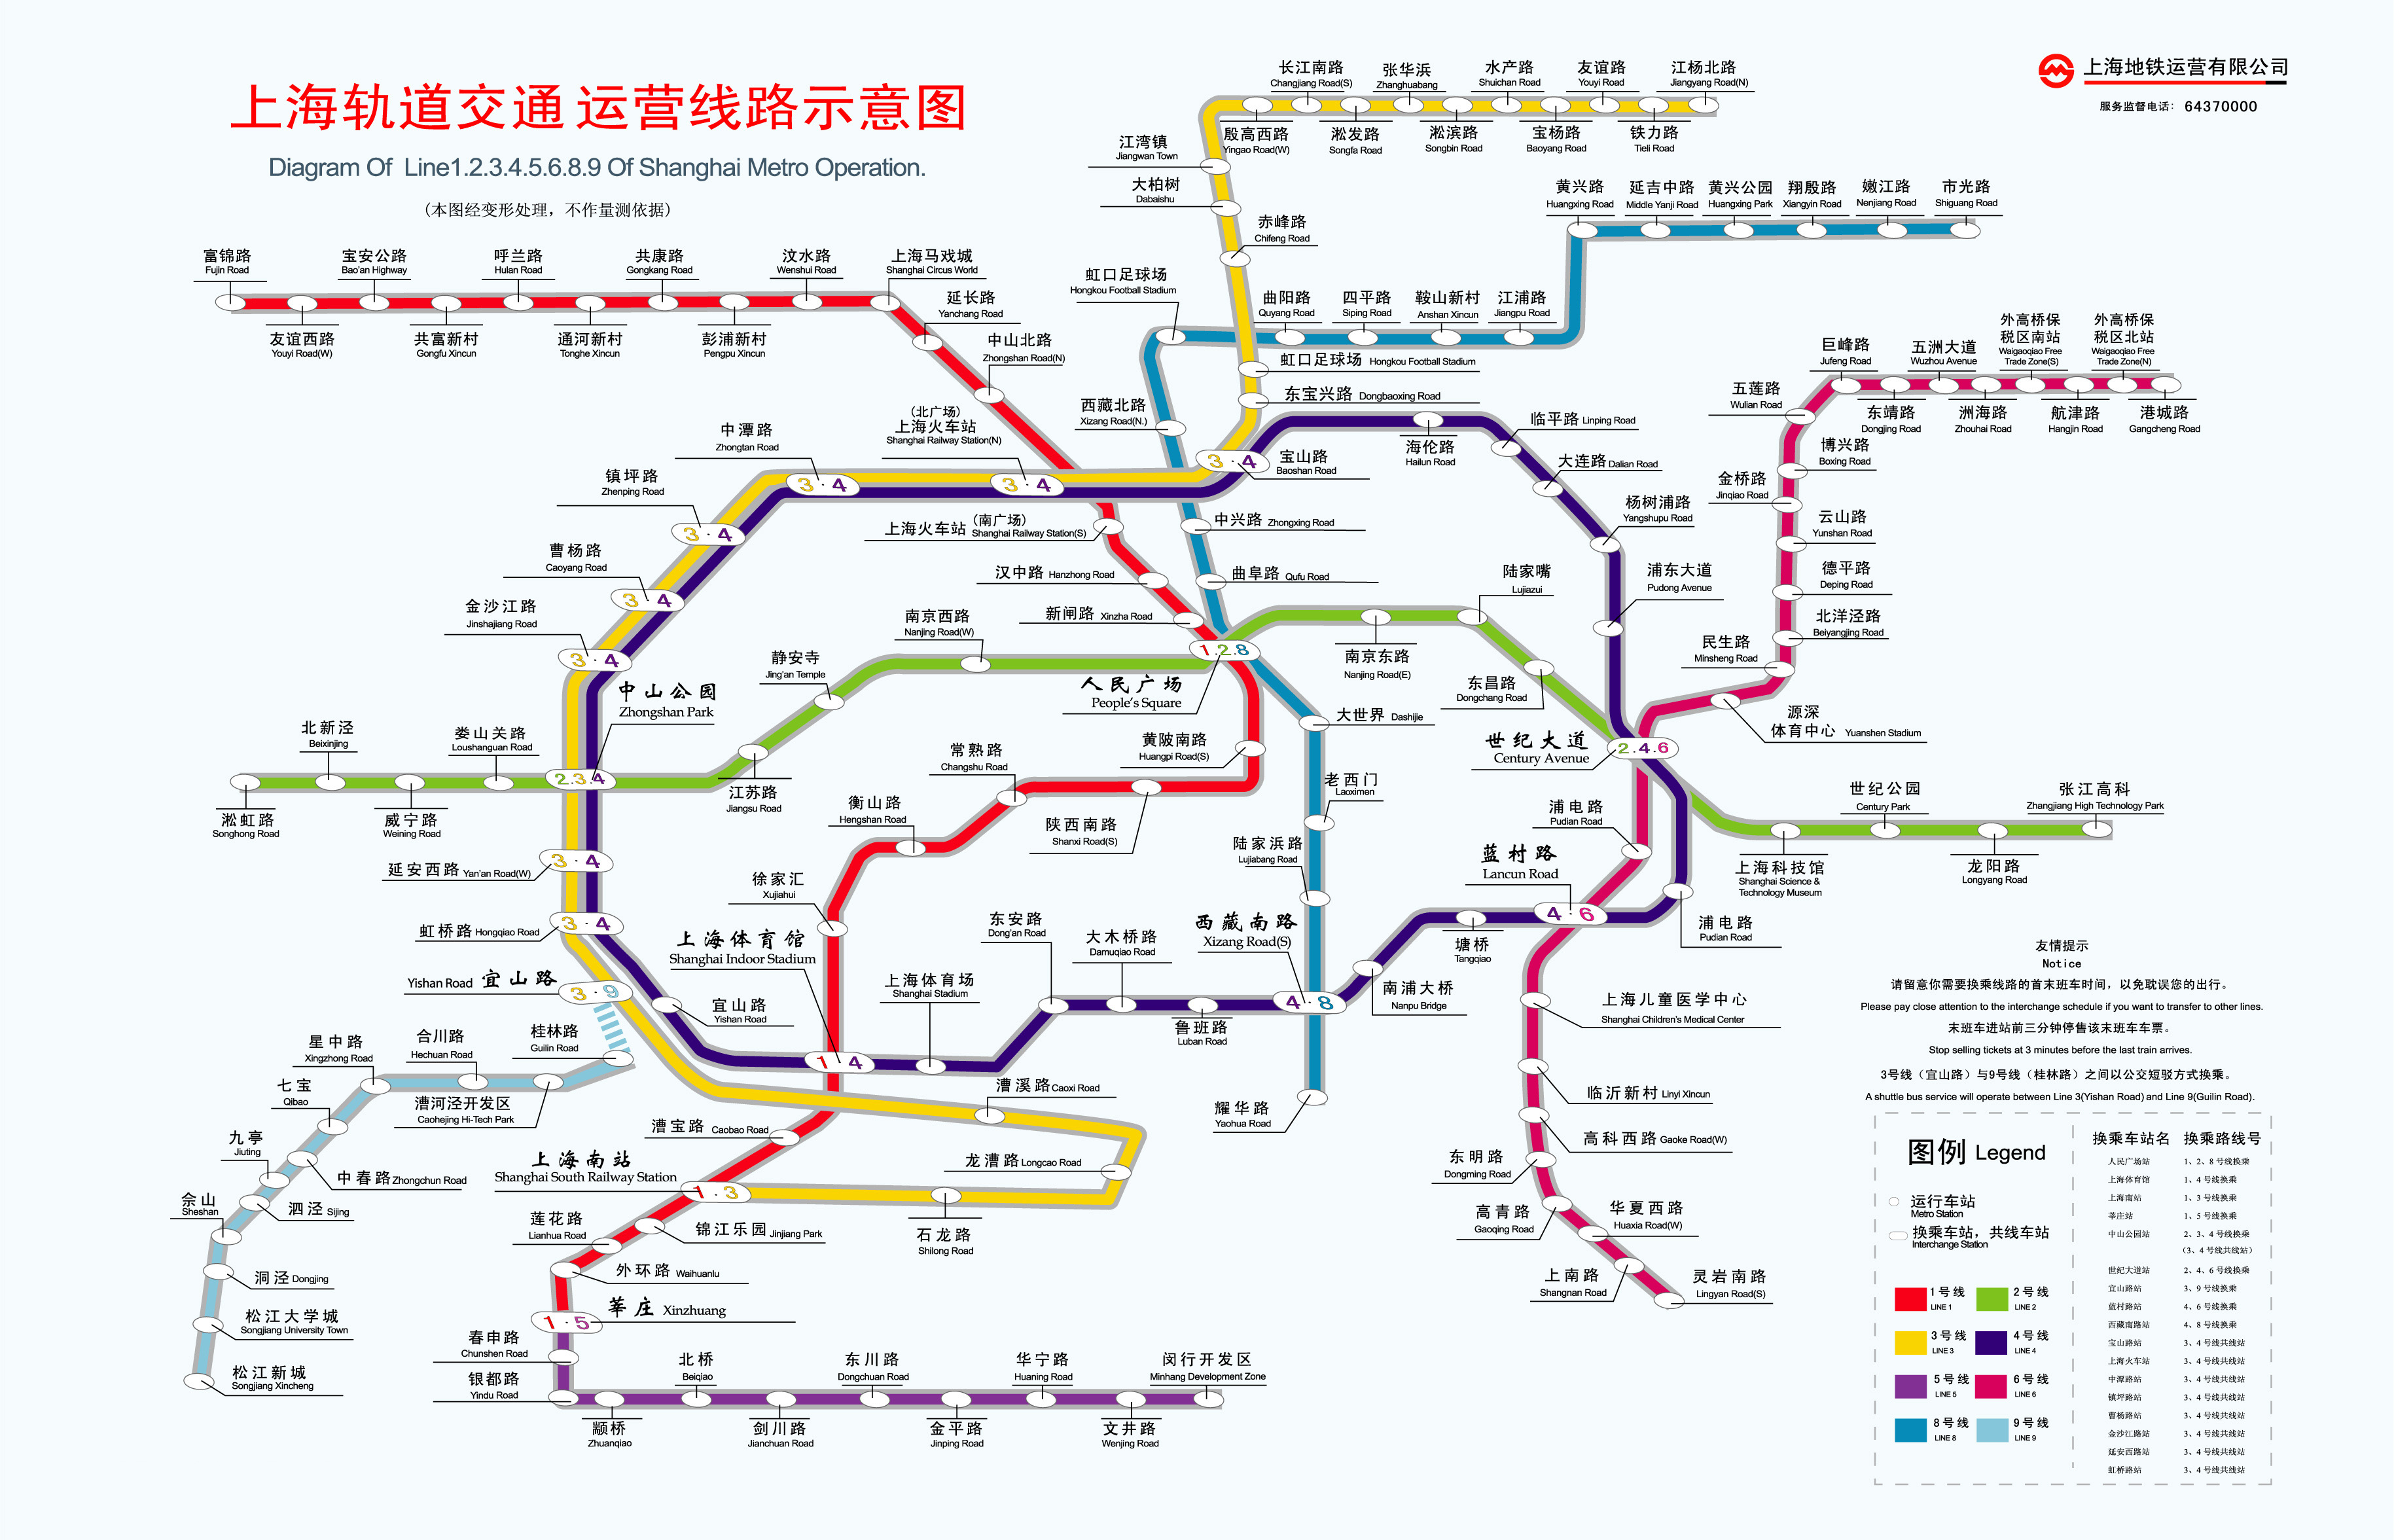 上海轨道交通 运营线路示意图
Diagram Of Line1.2.3.4.5.6.8.9 Of Shanghai Metro Operation.
(本图经变形处理，不作量测依据)
上海地铁运营有限公司
服务监督电话： 64370000
长江南路
Changjiang Road(S)
张华浜
Zhanghuabang
水产路
Shuichan Road
友谊路
Youyi Road
江杨北路
Jiangyang Road(N)
殷高西路
Yingao Road(W)
淞发路
Songfa Road
淞滨路
Songbin Road
宝杨路
Baoyang Road
铁力路
Tieli Road
江湾镇
Jiangwan Town
大柏树
Dabaishu
赤峰路
Chifeng Road
黄兴路
Huangxing Road
延吉中路
Middle Yanji Road
黄兴公园
Huangxing Park
翔殷路
Xiangyin Road
嫩江路
Nenjiang Road
市光路
Shiguang Road
富锦路
Fujin Road
宝安公路
Bao'an Highway
呼兰路
Hulan Road
共康路
Gongkang Road
汶水路
Wenshui Road
上海马戏城
Shanghai Circus World
友谊西路
Youyi Road(W)
共富新村
Gongfu Xincun
通河新村
Tonghe Xincun
彭浦新村
Pengpu Xincun
延长路
Yanchang Road
中山北路
Zhongshan Road(N)
虹口足球场
Hongkou Football Stadium
曲阳路
Quyang Road
四平路
Siping Road
鞍山新村
Anshan Xincun
江浦路
Jiangpu Road
虹口足球场 Hongkou Football Stadium
东宝兴路 Dongbaoxing Road
西藏北路
Xizang Road(N.)
巨峰路
Jufeng Road
五洲大道
Wuzhou Avenue
外高桥保
税区南站
Waigaoqiao Free
Trade Zone(S)
外高桥保
税区北站
Waigaoqiao Free
Trade Zone(N)
五莲路
Wulian Road
东靖路
Dongjing Road
洲海路
Zhouhai Road
航津路
Hangjin Road
港城路
Gangcheng Road
博兴路
Boxing Road
金桥路
Jinqiao Road
云山路
Yunshan Road
德平路
Deping Road
北洋泾路
Beiyangjing Road
民生路
Minsheng Road
源深
体育中心 Yuanshen Stadium
中潭路
Zhongtan Road
(北广场)
上海火车站
Shanghai Railway Station(N)
3·4
3·4
3·4
宝山路
Baoshan Road
海伦路
Hailun Road
临平路 Linping Road
大连路 Dalian Road
杨树浦路
Yangshupu Road
浦东大道
Pudong Avenue
镇坪路
Zhenping Road
3·4
曹杨路
Caoyang Road
3·4
金沙江路
Jinshajiang Road
3·4
上海火车站 (南广场)
Shanghai Railway Station(S)
中兴路 Zhongxing Road
汉中路 Hanzhong Road
曲阜路 Qufu Road
新闸路 Xinzha Road
陆家嘴
Lujiazui
南京西路
Nanjing Road(W)
静安寺
Jing'an Temple
1.2.8
人民广场
People's Square
南京东路
Nanjing Road(E)
东昌路
Dongchang Road
中山公园
Zhongshan Park
北新泾
Beixinjing
娄山关路
Loushanguan Road
2.3.4
淞虹路
Songhong Road
威宁路
Weining Road
江苏路
Jiangsu Road
大世界 Dashijie
黄陂南路
Huangpi Road(S)
世纪大道
Century Avenue
2.4.6
常熟路
Changshu Road
老西门
Laoximen
陕西南路
Shanxi Road(S)
衡山路
Hengshan Road
浦电路
Pudian Road
世纪公园
Century Park
张江高科
Zhangjiang High Technology Park
上海科技馆
Shanghai Science &
Technology Museum
龙阳路
Longyang Road
延安西路 Yan'an Road(W)
3·4
陆家浜路
Lujiabang Road
蓝村路
Lancun Road
4·6
浦电路
Pudian Road
徐家汇
Xujiahui
虹桥路 Hongqiao Road
3·4
上海体育馆
Shanghai Indoor Stadium
东安路
Dong'an Road
大木桥路
Damuqiao Road
西藏南路
Xizang Road(S)
塘桥
Tangqiao
Yishan Road 宜山路
3·9
宜山路
Yishan Road
上海体育场
Shanghai Stadium
鲁班路
Luban Road
4·8
南浦大桥
Nanpu Bridge
上海儿童医学中心
Shanghai Children's Medical Center
星中路
Xingzhong Road
合川路
Hechuan Road
桂林路
Guilin Road
1·4
漕溪路 Caoxi Road
七宝
Qibao
漕河泾开发区
Caohejing Hi-Tech Park
耀华路
Yaohua Road
临沂新村 Linyi Xincun
九亭
Jiuting
漕宝路 Caobao Road
高科西路 Gaoke Road(W)
中春路 Zhongchun Road
上海南站
Shanghai South Railway Station
1·3
龙漕路 Longcao Road
东明路
Dongming Road
佘山
Sheshan
泗泾 Sijing
莲花路
Lianhua Road
锦江乐园 Jinjiang Park
石龙路
Shilong Road
高青路
Gaoqing Road
华夏西路
Huaxia Road(W)
洞泾 Dongjing
外环路 Waihuanlu
上南路
Shangnan Road
灵岩南路
Lingyan Road(S)
松江大学城
Songjiang University Town
莘庄 Xinzhuang
1·5
春申路
Chunshen Road
松江新城
Songjiang Xincheng
银都路
Yindu Road
北桥
Beiqiao
东川路
Dongchuan Road
华宁路
Huaning Road
闵行开发区
Minhang Development Zone
颛桥
Zhuanqiao
剑川路
Jianchuan Road
金平路
Jinping Road
文井路
Wenjing Road
友情提示
Notice
请留意你需要换乘线路的首末班车时间，以免耽误您的出行。
Please pay close attention to the interchange schedule if you want to transfer to other lines.
末班车进站前三分钟停售该末班车车票。
Stop selling tickets at 3 minutes before the last train arrives.
3号线（宜山路）与9号线（桂林路）之间以公交短驳方式换乘。
A shuttle bus service will operate between Line 3(Yishan Road) and Line 9(Guilin Road).
图例 Legend
运行车站
Metro Station
换乘车站，共线车站
Interchange Station
1号线
LINE 1
2号线
LINE 2
3号线
LINE 3
4号线
LINE 4
5号线
LINE 5
6号线
LINE 6
8号线
LINE 8
9号线
LINE 9
换乘车站名 换乘路线号
人民广场站 1、2、8号线换乘
上海体育馆 1、4号线换乘
上海南站 1、3号线换乘
莘庄站 1、5号线换乘
中山公园站 2、3、4号线换乘
（3、4号线共线站）
世纪大道站 2、4、6号线换乘
宜山路站 3、9号线换乘
蓝村路站 4、6号线换乘
西藏南路站 4、8号线换乘
宝山路站 3、4号线共线站
上海火车站 3、4号线共线站
中潭路站 3、4号线共线站
镇坪路站 3、4号线共线站
曹杨路站 3、4号线共线站
金沙江路站 3、4号线共线站
延安西路站 3、4号线共线站
虹桥路站 3、4号线共线站